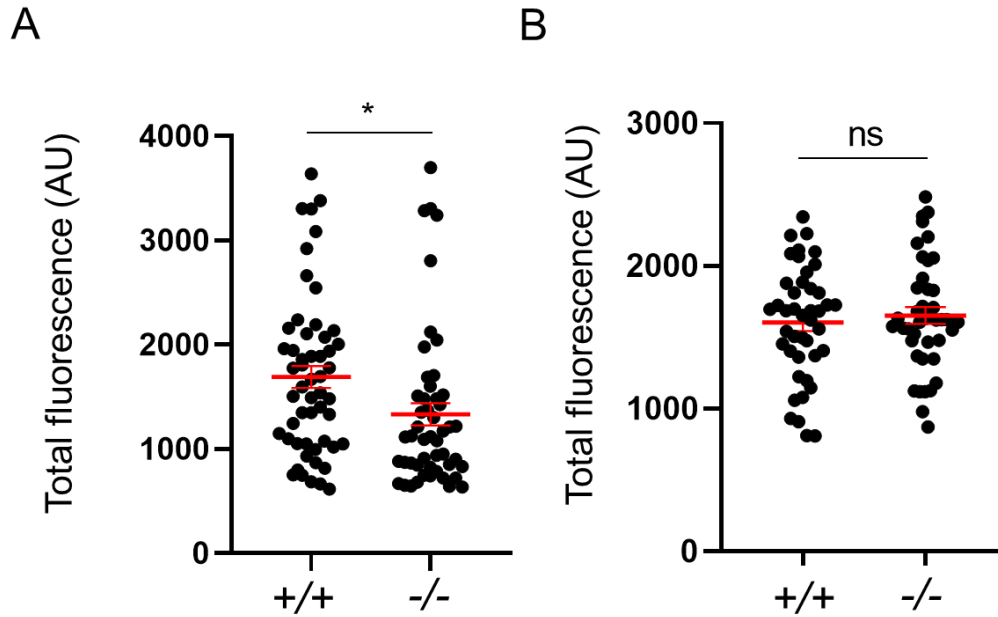 A
Total fluorescence (AU)
4000
3000
2000
1000
0
*
+/+
-/-
B
Total fluorescence (AU)
3000
2000
1000
0
ns
+/+
-/-